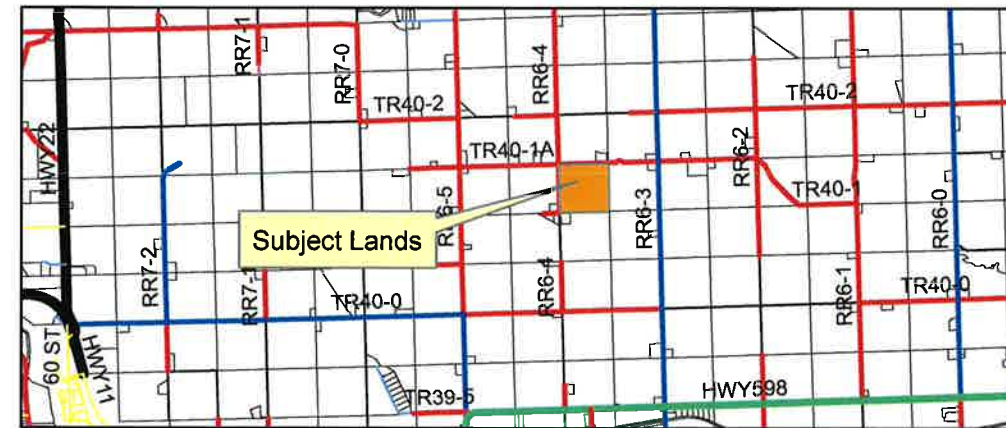 RR7-1
RR7-0
RR6-4
TR40-2
TR40-2
HWY22
TR40-1A
RR6-2
TR40-1
RR6-5
RR6-3
RR6-0
Subject Lands
RR7-2
RR7-1
TR40-0
RR6-4
RR6-1
TR40-0
60 ST
HWY11
TR39-5
HWY598